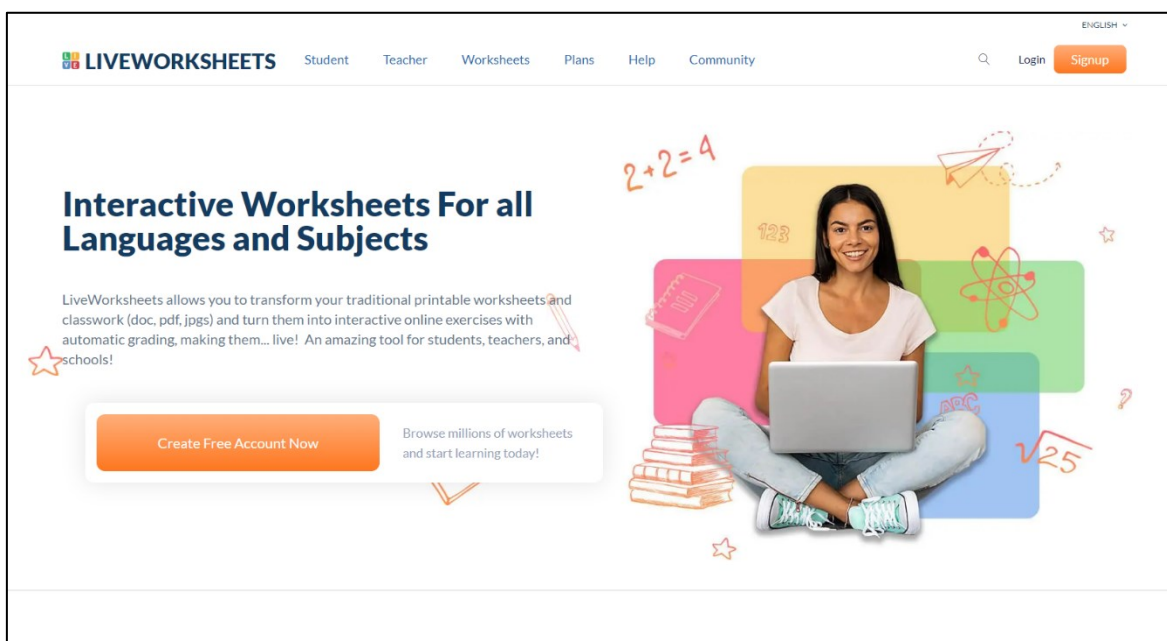 ENGLISH
LIVE LIVEWORKSHEETS Student Teacher Worksheets Plans Help Community Login Signup
2+2=4
Interactive Worksheets For all
Languages and Subjects
123
LiveWorksheets allows you to transform your traditional printable worksheets and
classwork (doc, pdf, jpgs) and turn them into interactive online exercises with
automatic grading, making them... live! An amazing tool for students, teachers, and
schools!
ABC
?
Create Free Account Now
Browse millions of worksheets
and start learning today!
√25